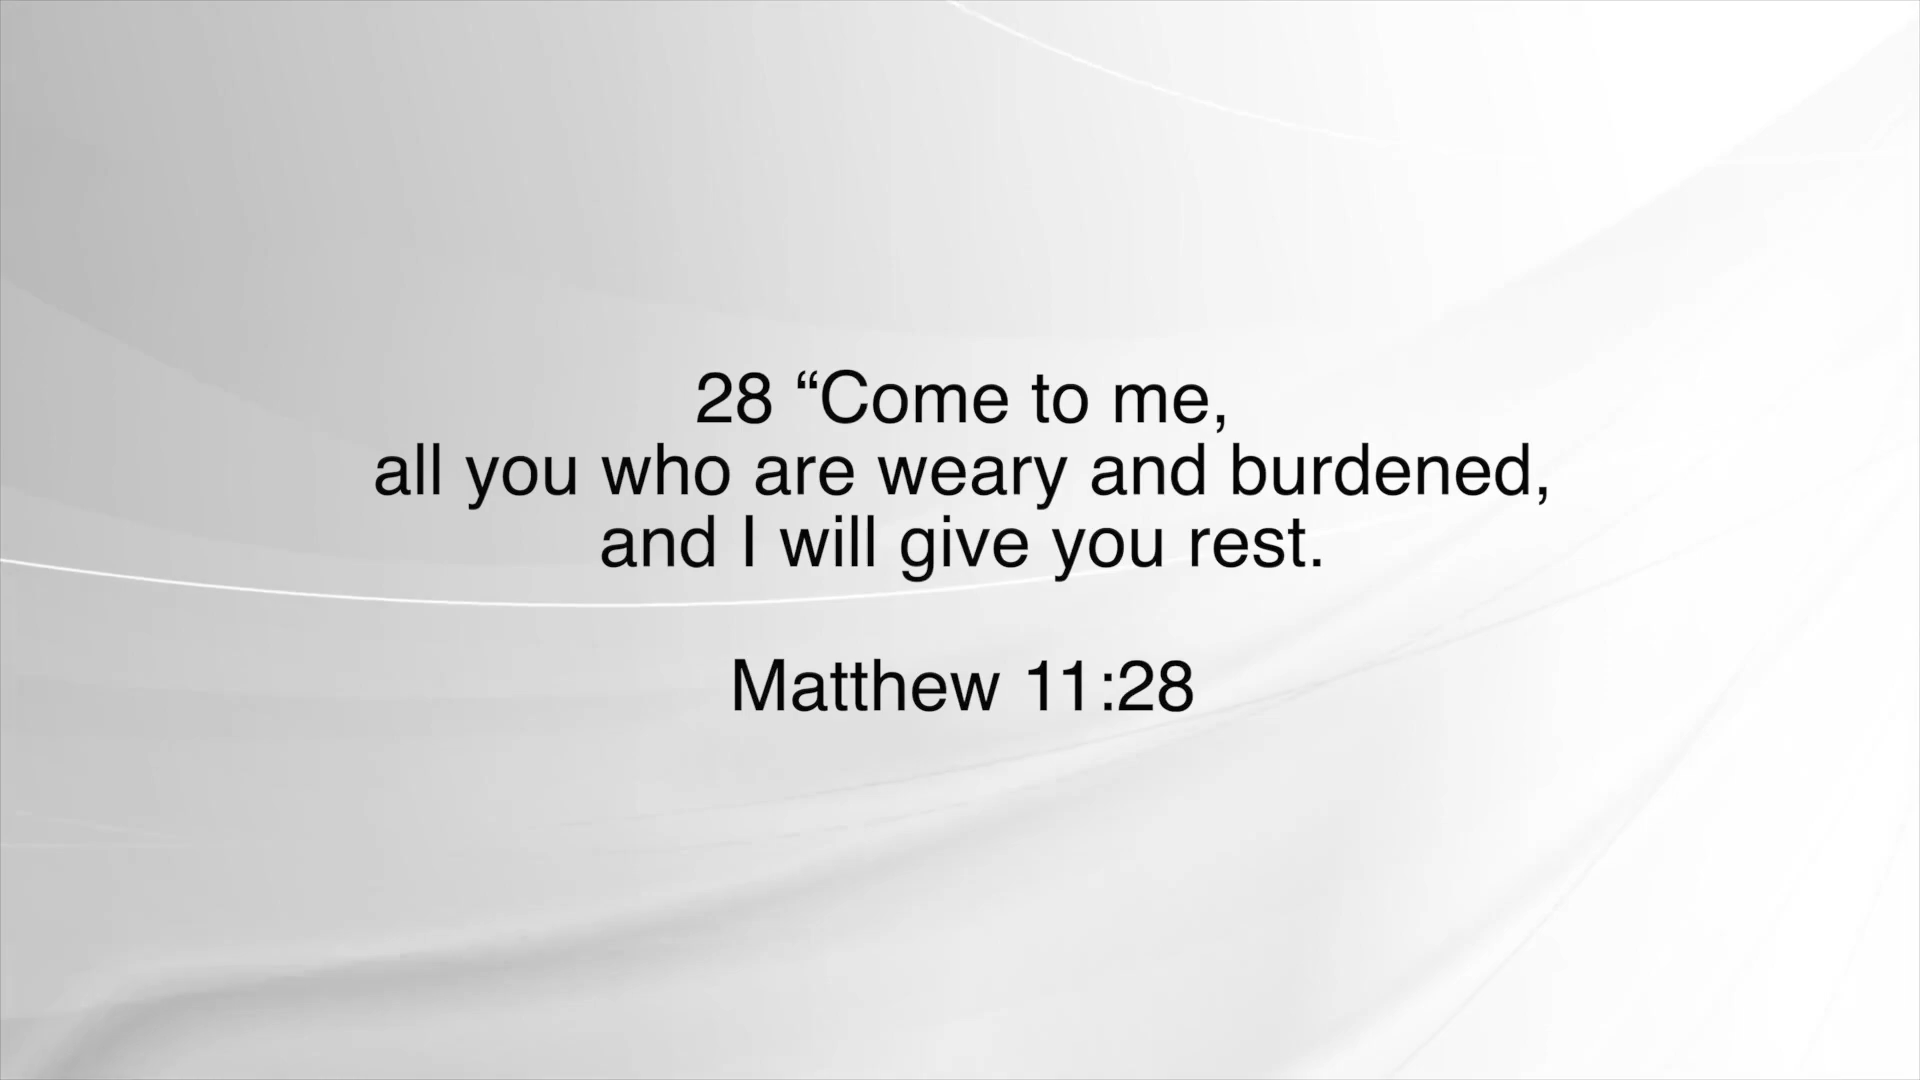 28 “Come to me,
all you who are weary and burdened,
and I will give you rest.
Matthew 11:28